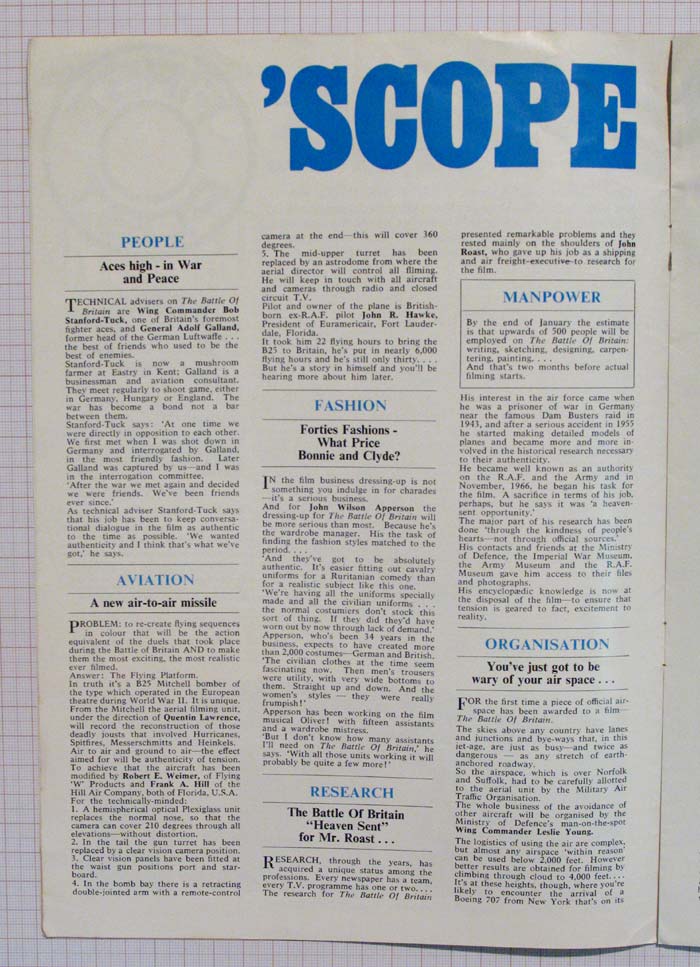 'SCOPE
PEOPLE
Aces high - in War
and Peace
TECHNICAL advisers on The Battle Of
Britain are Wing Commander Bob
Stanford-Tuck, one of Britain's foremost
fighter aces, and General Adolf Galland,
former head of the German Luftwaffe . . .
the best of friends who used to be the
best of enemies.
Stanford-Tuck is now a mushroom
farmer at Eastry in Kent; Galland is a
businessman and aviation consultant.
They meet regularly to shoot game, either
in Germany, Hungary or England. The
war has become a bond not a bar
between them.
Stanford-Tuck says: 'At one time we
were directly in opposition to each other.
We first met when I was shot down in
Germany and interrogated by Galland,
in the most friendly fashion. Later
Galland was captured by us—and I was
in the interrogation committee.
'After the war we met again and decided
we were friends. We've been friends
ever since.'
As technical adviser Stanford-Tuck says
that his job has been to keep conversa-
tional dialogue in the film as authentic
to the time as possible. 'We wanted
authenticity and I think that's what we've
got,' he says.
AVIATION
A new air-to-air missile
PROBLEM: to re-create flying sequences
in colour that will be the action
equivalent of the duels that took place
during the Battle of Britain AND to make
them the most exciting, the most realistic
ever filmed.
Answer: The Flying Platform.
In truth it's a B25 Mitchell bomber of
the type which operated in the European
theatre during World War II. It is unique.
From the Mitchell the aerial filming unit,
under the direction of Quentin Lawrence,
will record the reconstruction of those
deadly jousts that involved Hurricanes,
Spitfires, Messerschmitts and Heinkels.
Air to air and ground to air—the effect
aimed for will be authenticity of tension.
To achieve that the aircraft has been
modified by Robert E. Weimer, of Flying
'W' Products and Frank A. Hill of the
Hill Air Company, both of Florida, U.S.A.
For the technically-minded:
1. A hemispherical optical Plexiglass unit
replaces the normal nose, so that the
camera can cover 210 degrees through all
elevations—without distortion.
2. In the tail the gun turret has been
replaced by a clear vision camera position.
3. Clear vision panels have been fitted at
the waist gun positions port and star-
board.
4. In the bomb bay there is a retracting
double-jointed arm with a remote-control
camera at the end—this will cover 360
degrees.
5. The mid-upper turret has been
replaced by an astrodome from where the
aerial director will control all filming.
He will keep in touch with all aircraft
and cameras through radio and closed
circuit T.V.
Pilot and owner of the plane is British-
born ex-R.A.F. pilot John R. Hawke,
President of Euramericair, Fort Lauder-
dale, Florida.
It took him 22 flying hours to bring the
B25 to Britain, he's put in nearly 6,000
flying hours and he's still only thirty. . . .
But he's a story in himself and you'll be
hearing more about him later.
FASHION
Forties Fashions -
What Price
Bonnie and Clyde?
IN the film business dressing-up is not
something you indulge in for charades
—it's a serious business.
And for John Wilson Apperson the
dressing-up for The Battle Of Britain will
be more serious than most. Because he's
the wardrobe manager. His the task of
finding the fashion styles matched to the
period. . . .
'And they've got to be absolutely
authentic. It's easier fitting out cavalry
uniforms for a Ruritanian comedy than
for a realistic subject like this one.
'We're having all the uniforms specially
made and all the civilian uniforms . . .
the normal costumiers don't stock this
sort of thing. If they did they'd have
worn out by now through lack of demand.'
Apperson, who's been 34 years in the
business, expects to have created more
than 2,000 costumes—German and British.
'The civilian clothes at the time seem
fascinating now. Then men's trousers
were utility, with very wide bottoms to
them. Straight up and down. And the
women's styles — they were really
frumpish!'
Apperson has been working on the film
musical Oliver! with fifteen assistants
and a wardrobe mistress.
'But I don't know how many assistants
I'll need on The Battle Of Britain,' he
says. 'With all those units working it will
probably be quite a few more!'
RESEARCH
The Battle Of Britain
"Heaven Sent"
for Mr. Roast . . .
RESEARCH, through the years, has
acquired a unique status among the
professions. Every newspaper has a team,
every T.V. programme has one or two. . . .
The research for The Battle Of Britain
presented remarkable problems and they
rested mainly on the shoulders of John
Roast, who gave up his job as a shipping
and air freight-executive-to research for
the film.
MANPOWER
By the end of January the estimate
is that upwards of 500 people will be
employed on The Battle Of Britain:
writing, sketching, designing, carpen-
tering, painting. . . .
And that's two months before actual
filming starts.
His interest in the air force came when
he was a prisoner of war in Germany
near the famous Dam Busters raid in
1943, and after a serious accident in 1955
he started making detailed models of
planes and became more and more in-
volved in the historical research necessary
to their authenticity.
He became well known as an authority
on the R.A.F. and the Army and in
November, 1966, he began his task for
the film. A sacrifice in terms of his job,
perhaps, but he says it was 'a heaven-
sent opportunity.'
The major part of his research has been
done 'through the kindness of people's
hearts—not through official sources.'
His contacts and friends at the Ministry
of Defence, the Imperial War Museum,
the Army Museum and the R.A.F.
Museum gave him access to their files
and photographs.
His encyclopædic knowledge is now at
the disposal of the film—to ensure that
tension is geared to fact, excitement to
reality.
ORGANISATION
You've just got to be
wary of your air space . . .
FOR the first time a piece of official air-
space has been awarded to a film—
The Battle Of Britain.
The skies above any country have lanes
and junctions and bye-ways that, in this
jet-age, are just as busy—and twice as
dangerous — as any stretch of earth-
anchored roadway.
So the airspace, which is over Norfolk
and Suffolk, had to be carefully allotted
to the aerial unit by the Military Air
Traffic Organisation.
The whole business of the avoidance of
other aircraft will be organised by the
Ministry of Defence's man-on-the-spot
Wing Commander Leslie Young.
The logistics of using the air are complex,
but almost any airspace 'within reason'
can be used below 2,000 feet. However
better results are obtained for filming by
climbing through cloud to 4,000 feet. . . .
It's at these heights, though, where you're
likely to encounter the arrival of a
Boeing 707 from New York that's on its